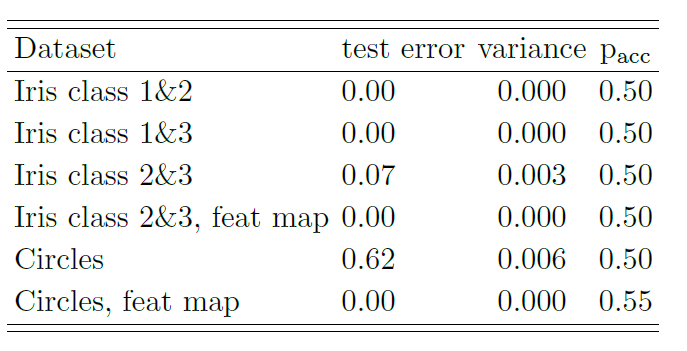 Dataset test error variance p_acc
Iris class 1&2 0.00 0.000 0.50
Iris class 1&3 0.00 0.000 0.50
Iris class 2&3 0.07 0.003 0.50
Iris class 2&3, feat map 0.00 0.000 0.50
Circles 0.62 0.006 0.50
Circles, feat map 0.00 0.000 0.55